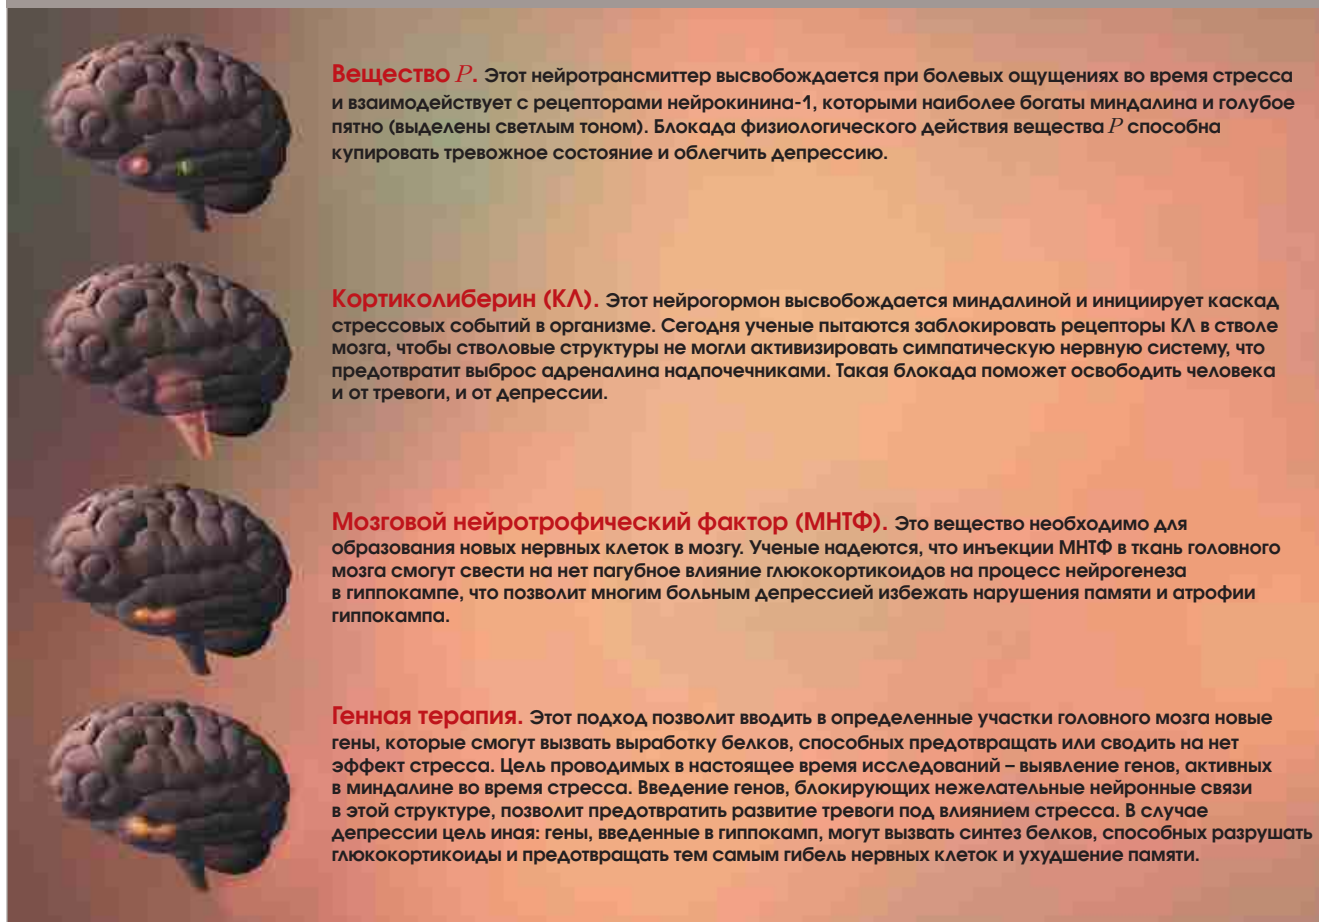 Вещество P. Этот нейротрансмиттер высвобождается при болевых ощущениях во время стресса
и взаимодействует с рецепторами нейрокинина-1, которыми наиболее богаты миндалина и голубое
пятно (выделены светлым тоном). Блокада физиологического действия вещества P способна
купировать тревожное состояние и облегчить депрессию.
Кортиколиберин (КЛ). Этот нейрогормон высвобождается миндалиной и инициирует каскад
стрессовых событий в организме. Сегодня ученые пытаются заблокировать рецепторы КЛ в стволе
мозга, чтобы стволовые структуры не могли активизировать симпатическую нервную систему, что
предотвратит выброс адреналина надпочечниками. Такая блокада поможет освободить человека
и от тревоги, и от депрессии.
Мозговой нейротрофический фактор (МНТФ). Это вещество необходимо для
образования новых нервных клеток в мозгу. Ученые надеются, что инъекции МНТФ в ткань головного
мозга смогут свести на нет пагубное влияние глюкокортикоидов на процесс нейрогенеза
в гиппокампе, что позволит многим больным депрессией избежать нарушения памяти и атрофии
гиппокампа.
Генная терапия. Этот подход позволит вводить в определенные участки головного мозга новые
гены, которые смогут вызвать выработку белков, способных предотвращать или сводить на нет
эффект стресса. Цель проводимых в настоящее время исследований – выявление генов, активных
в миндалине во время стресса. Введение генов, блокирующих нежелательные нейронные связи
в этой структуре, позволит предотвратить развитие тревоги под влиянием стресса. В случае
депрессии цель иная: гены, введенные в гиппокамп, могут вызвать синтез белков, способных разрушать
глюкокортикоиды и предотвращать тем самым гибель нервных клеток и ухудшение памяти.